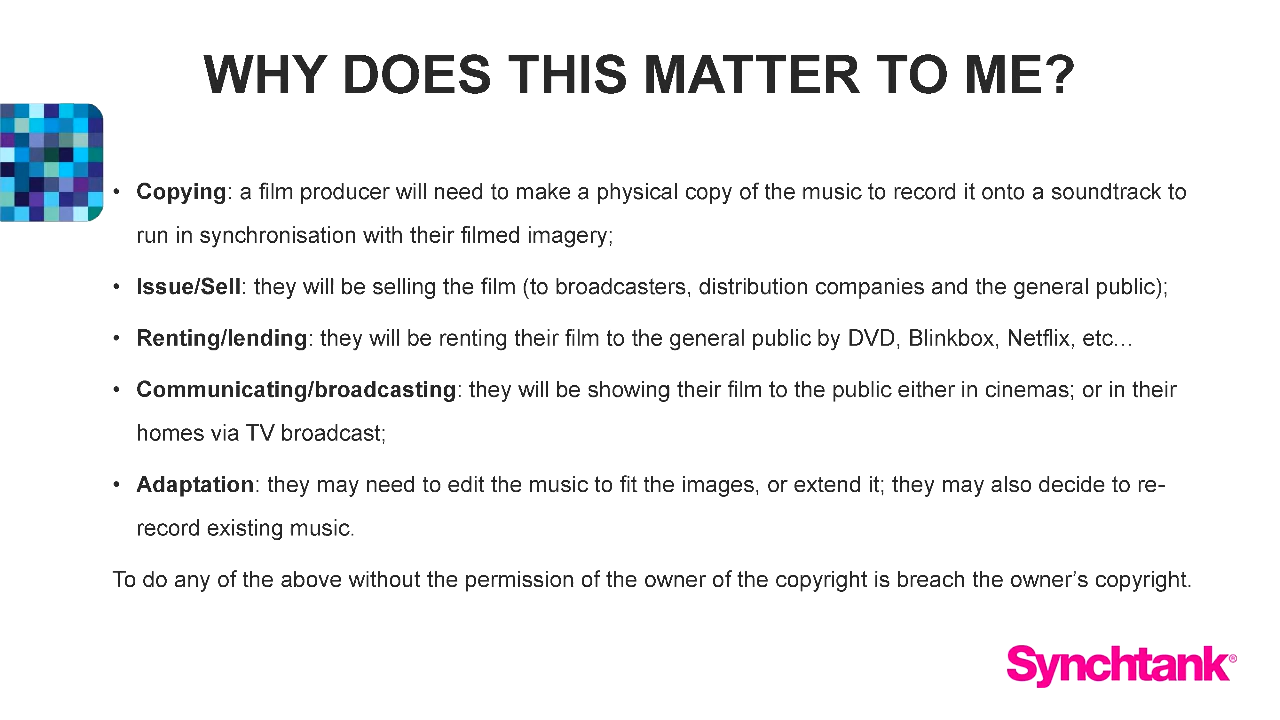 WHY DOES THIS MATTER TO ME?
• Copying: a film producer will need to make a physical copy of the music to record it onto a soundtrack to
run in synchronisation with their filmed imagery;
• Issue/Sell: they will be selling the film (to broadcasters, distribution companies and the general public);
• Renting/lending: they will be renting their film to the general public by DVD, Blinkbox, Netflix, etc…
• Communicating/broadcasting: they will be showing their film to the public either in cinemas; or in their
homes via TV broadcast;
• Adaptation: they may need to edit the music to fit the images, or extend it; they may also decide to re-
record existing music.
To do any of the above without the permission of the owner of the copyright is breach the owner’s copyright.
Synchtank®